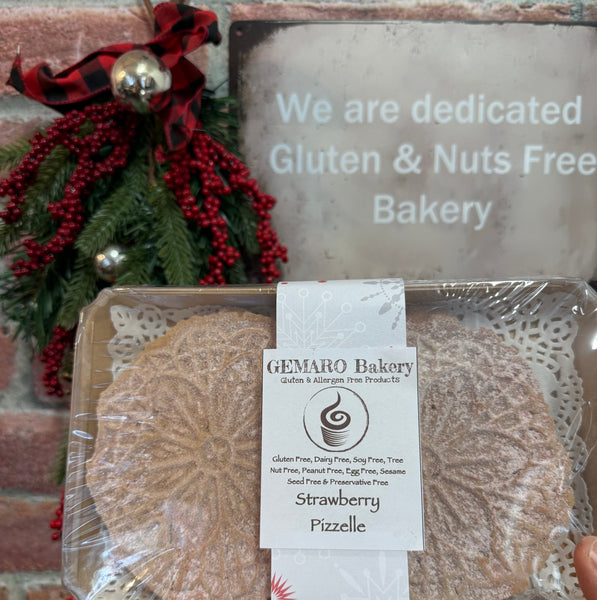 We are dedicated
Gluten & Nuts Free
Bakery
GEMARO Bakery
Gluten & Allergen Free Products
Gluten Free, Dairy Free, Soy Free, Tree
Nut Free, Peanut Free, Egg Free, Sesame
Seed Free & Preservative Free
Strawberry
Pizzelle